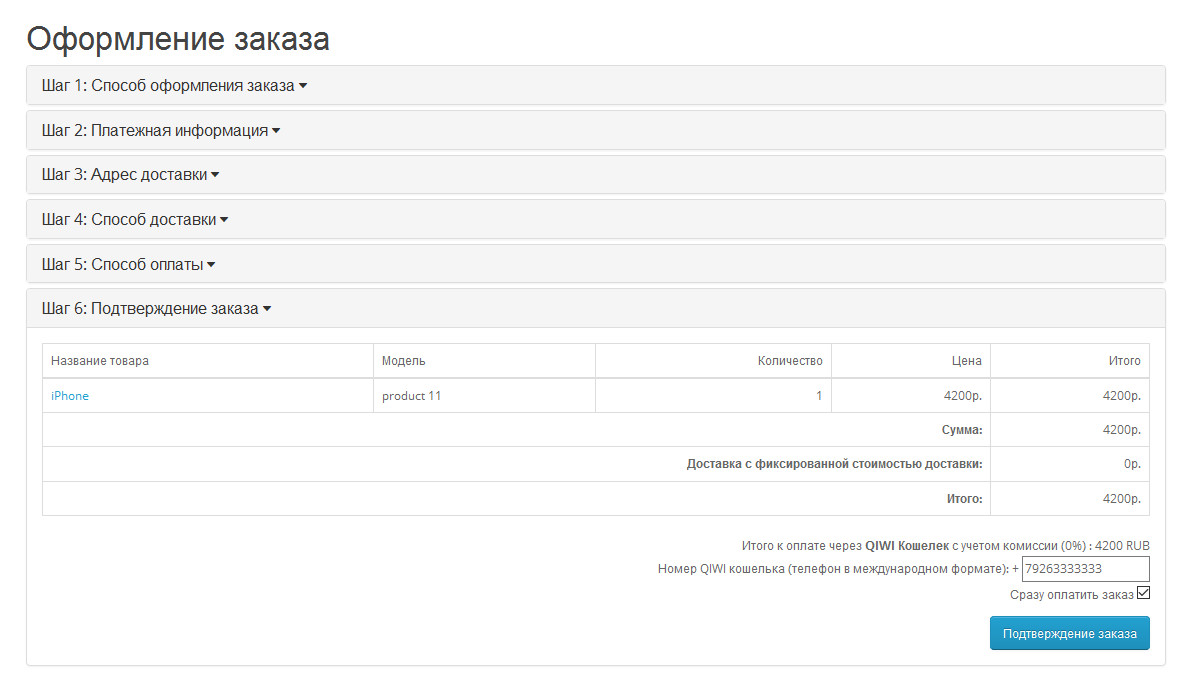 Оформление заказа
Шаг 1: Способ оформления заказа
Шаг 2: Платежная информация
Шаг 3: Адрес доставки
Шаг 4: Способ доставки
Шаг 5: Способ оплаты
Шаг 6: Подтверждение заказа
Название товара Модель Количество Цена Итого
iPhone product 11 1 4200р. 4200р.
Сумма: 4200р.
Доставка с фиксированной стоимостью доставки: 0р.
Итого: 4200р.
Итого к оплате через QIWI Кошелек с учетом комиссии (0%) : 4200 RUB
Номер QIWI кошелька (телефон в международном формате): + 79263333333
Сразу оплатить заказ
Подтверждение заказа